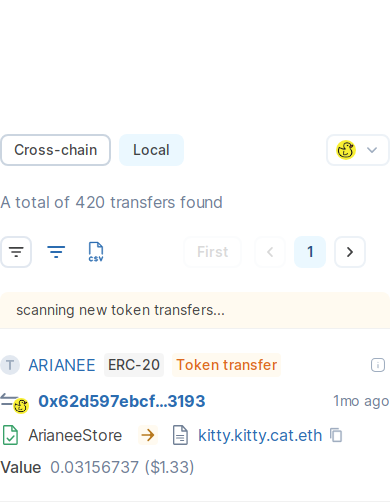 Cross-chain Local
A total of 420 transfers found
CSV First 1
scanning new token transfers...
T ARIANEE ERC-20 Token transfer
0x62d597ebcf...3193 1mo ago
ArianeeStore → kitty.kitty.cat.eth
Value 0.03156737 ($1.33)